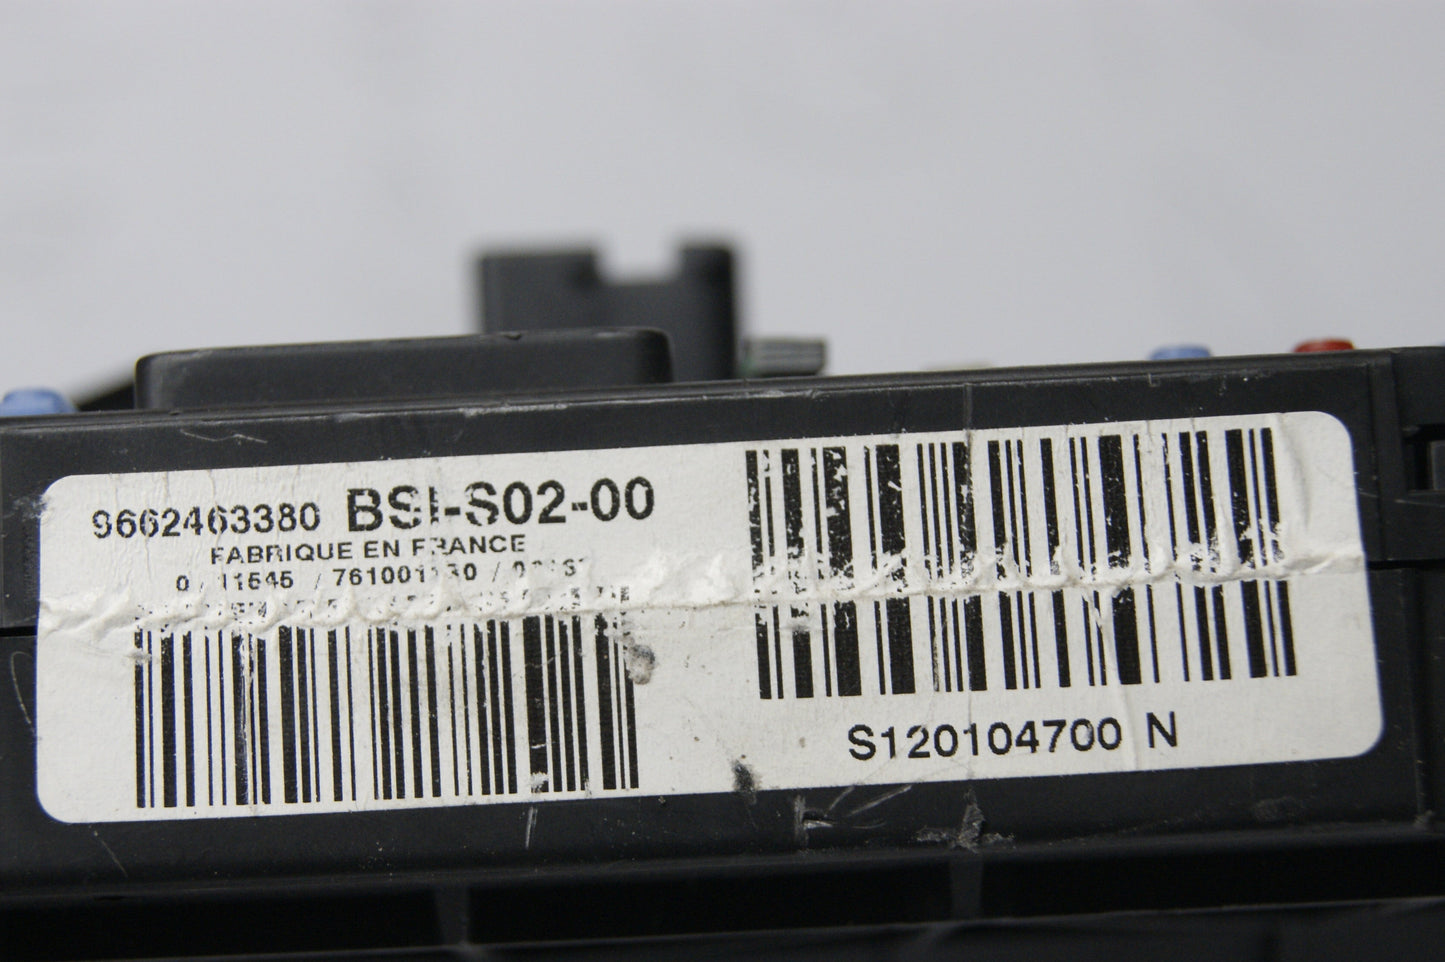 9662463380 BSI-S02-00
FABRIQUE EN FRANCE
S120104700 N